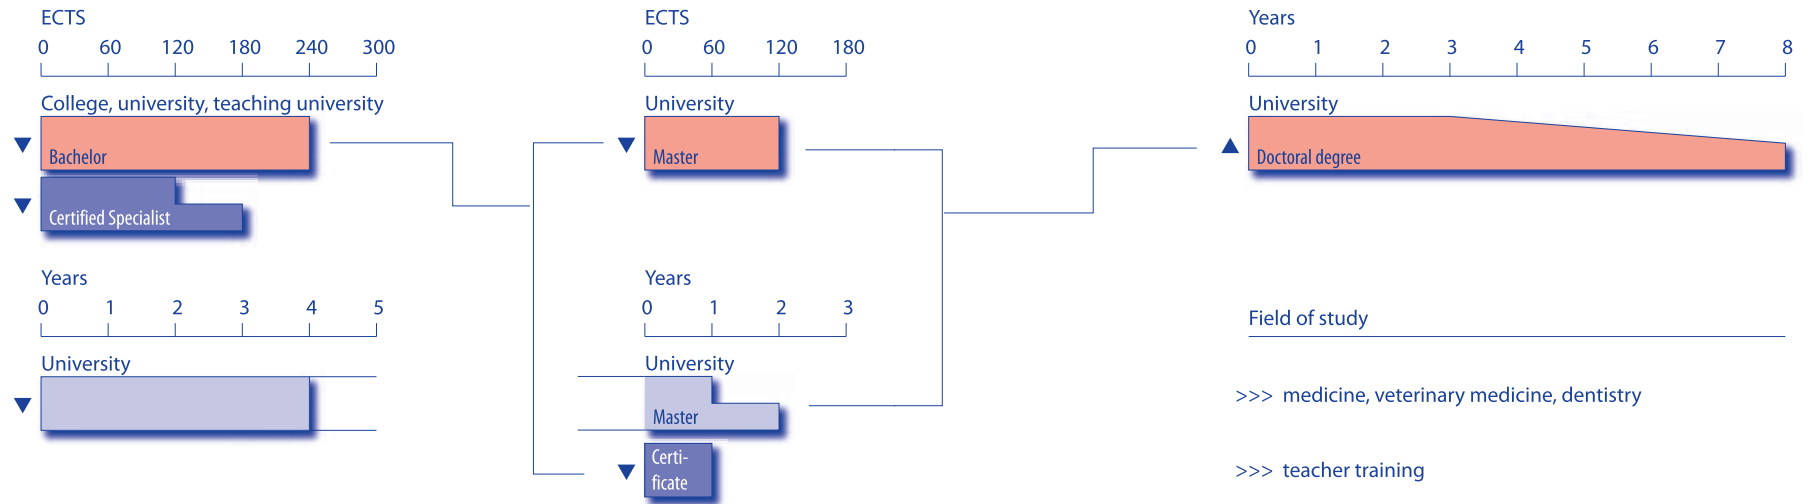 ECTS
0 60 120 180 240 300
College, university, teaching university
Bachelor
Certified Specialist
Years
0 1 2 3 4 5
University
ECTS
0 60 120 180
University
Master
Years
0 1 2 3
University
Master
Certi-
ficate
Years
0 1 2 3 4 5 6 7 8
University
Doctoral degree
Field of study
>>> medicine, veterinary medicine, dentistry
>>> teacher training